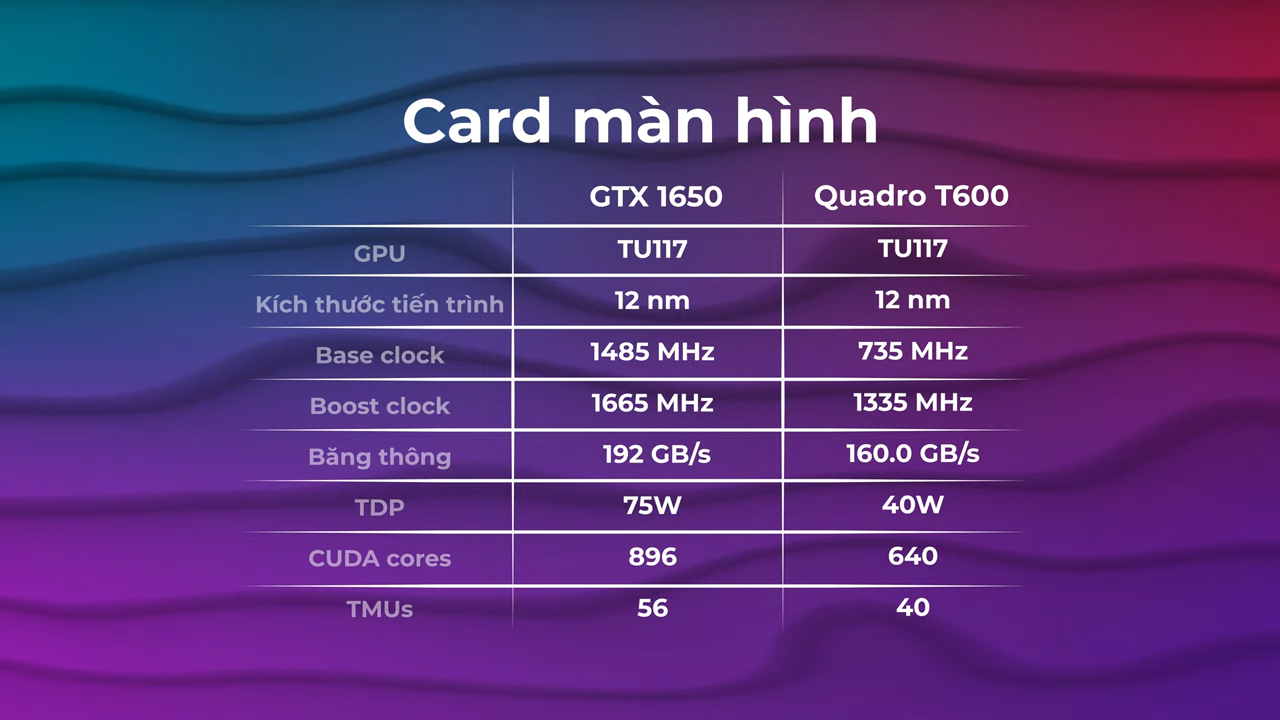 Card màn hình
GTX 1650 Quadro T600
GPU TU117 TU117
Kích thước tiến trình 12 nm 12 nm
Base clock 1485 MHz 735 MHz
Boost clock 1665 MHz 1335 MHz
Băng thông 192 GB/s 160.0 GB/s
TDP 75W 40W
CUDA cores 896 640
TMUs 56 40